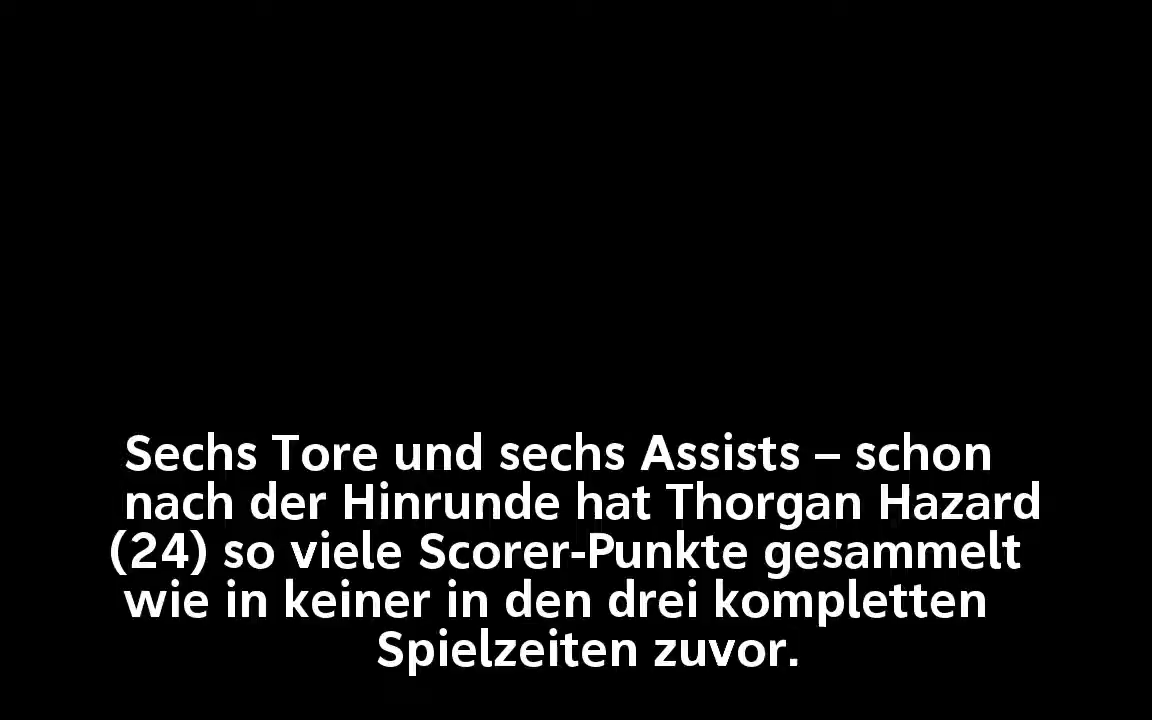 Sechs Tore und sechs Assists – schon
nach der Hinrunde hat Thorgan Hazard
(24) so viele Scorer-Punkte gesammelt
wie in keiner in den drei kompletten
Spielzeiten zuvor.